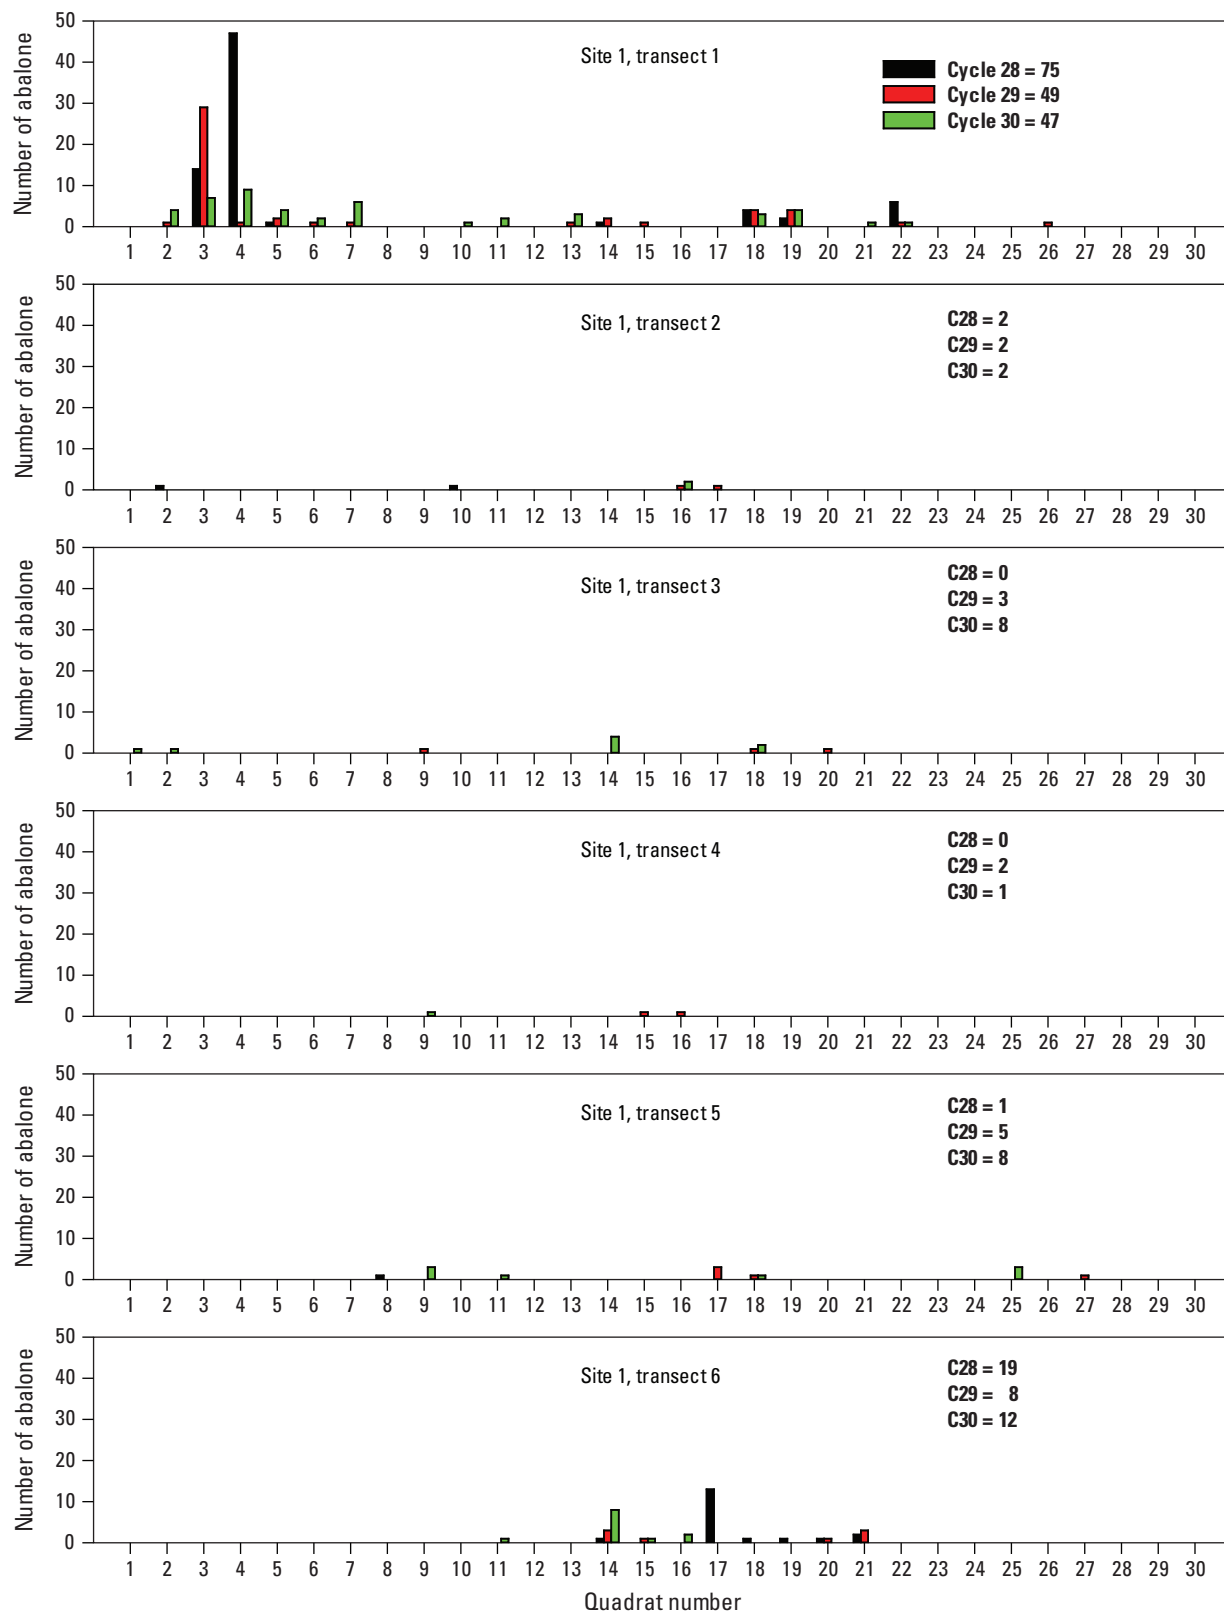 Number of abalone
50
40
30
20
10
0
Site 1, transect 1
Cycle 28 = 75
Cycle 29 = 49
Cycle 30 = 47
1 2 3 4 5 6 7 8 9 10 11 12 13 14 15 16 17 18 19 20 21 22 23 24 25 26 27 28 29 30
Number of abalone
50
40
30
20
10
0
Site 1, transect 2
C28 = 2
C29 = 2
C30 = 2
1 2 3 4 5 6 7 8 9 10 11 12 13 14 15 16 17 18 19 20 21 22 23 24 25 26 27 28 29 30
Number of abalone
50
40
30
20
10
0
Site 1, transect 3
C28 = 0
C29 = 3
C30 = 8
1 2 3 4 5 6 7 8 9 10 11 12 13 14 15 16 17 18 19 20 21 22 23 24 25 26 27 28 29 30
Number of abalone
50
40
30
20
10
0
Site 1, transect 4
C28 = 0
C29 = 2
C30 = 1
1 2 3 4 5 6 7 8 9 10 11 12 13 14 15 16 17 18 19 20 21 22 23 24 25 26 27 28 29 30
Number of abalone
50
40
30
20
10
0
Site 1, transect 5
C28 = 1
C29 = 5
C30 = 8
1 2 3 4 5 6 7 8 9 10 11 12 13 14 15 16 17 18 19 20 21 22 23 24 25 26 27 28 29 30
Number of abalone
50
40
30
20
10
0
Site 1, transect 6
C28 = 19
C29 = 8
C30 = 12
1 2 3 4 5 6 7 8 9 10 11 12 13 14 15 16 17 18 19 20 21 22 23 24 25 26 27 28 29 30
Quadrat number